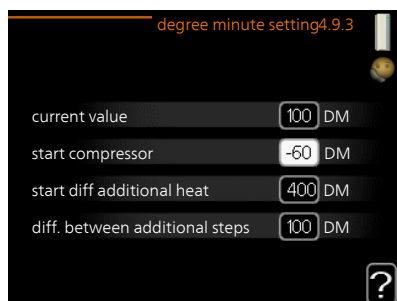 degree minute setting4.9.3
current value 100 DM
start compressor -60 DM
start diff additional heat 400 DM
diff. between additional steps 100 DM
?